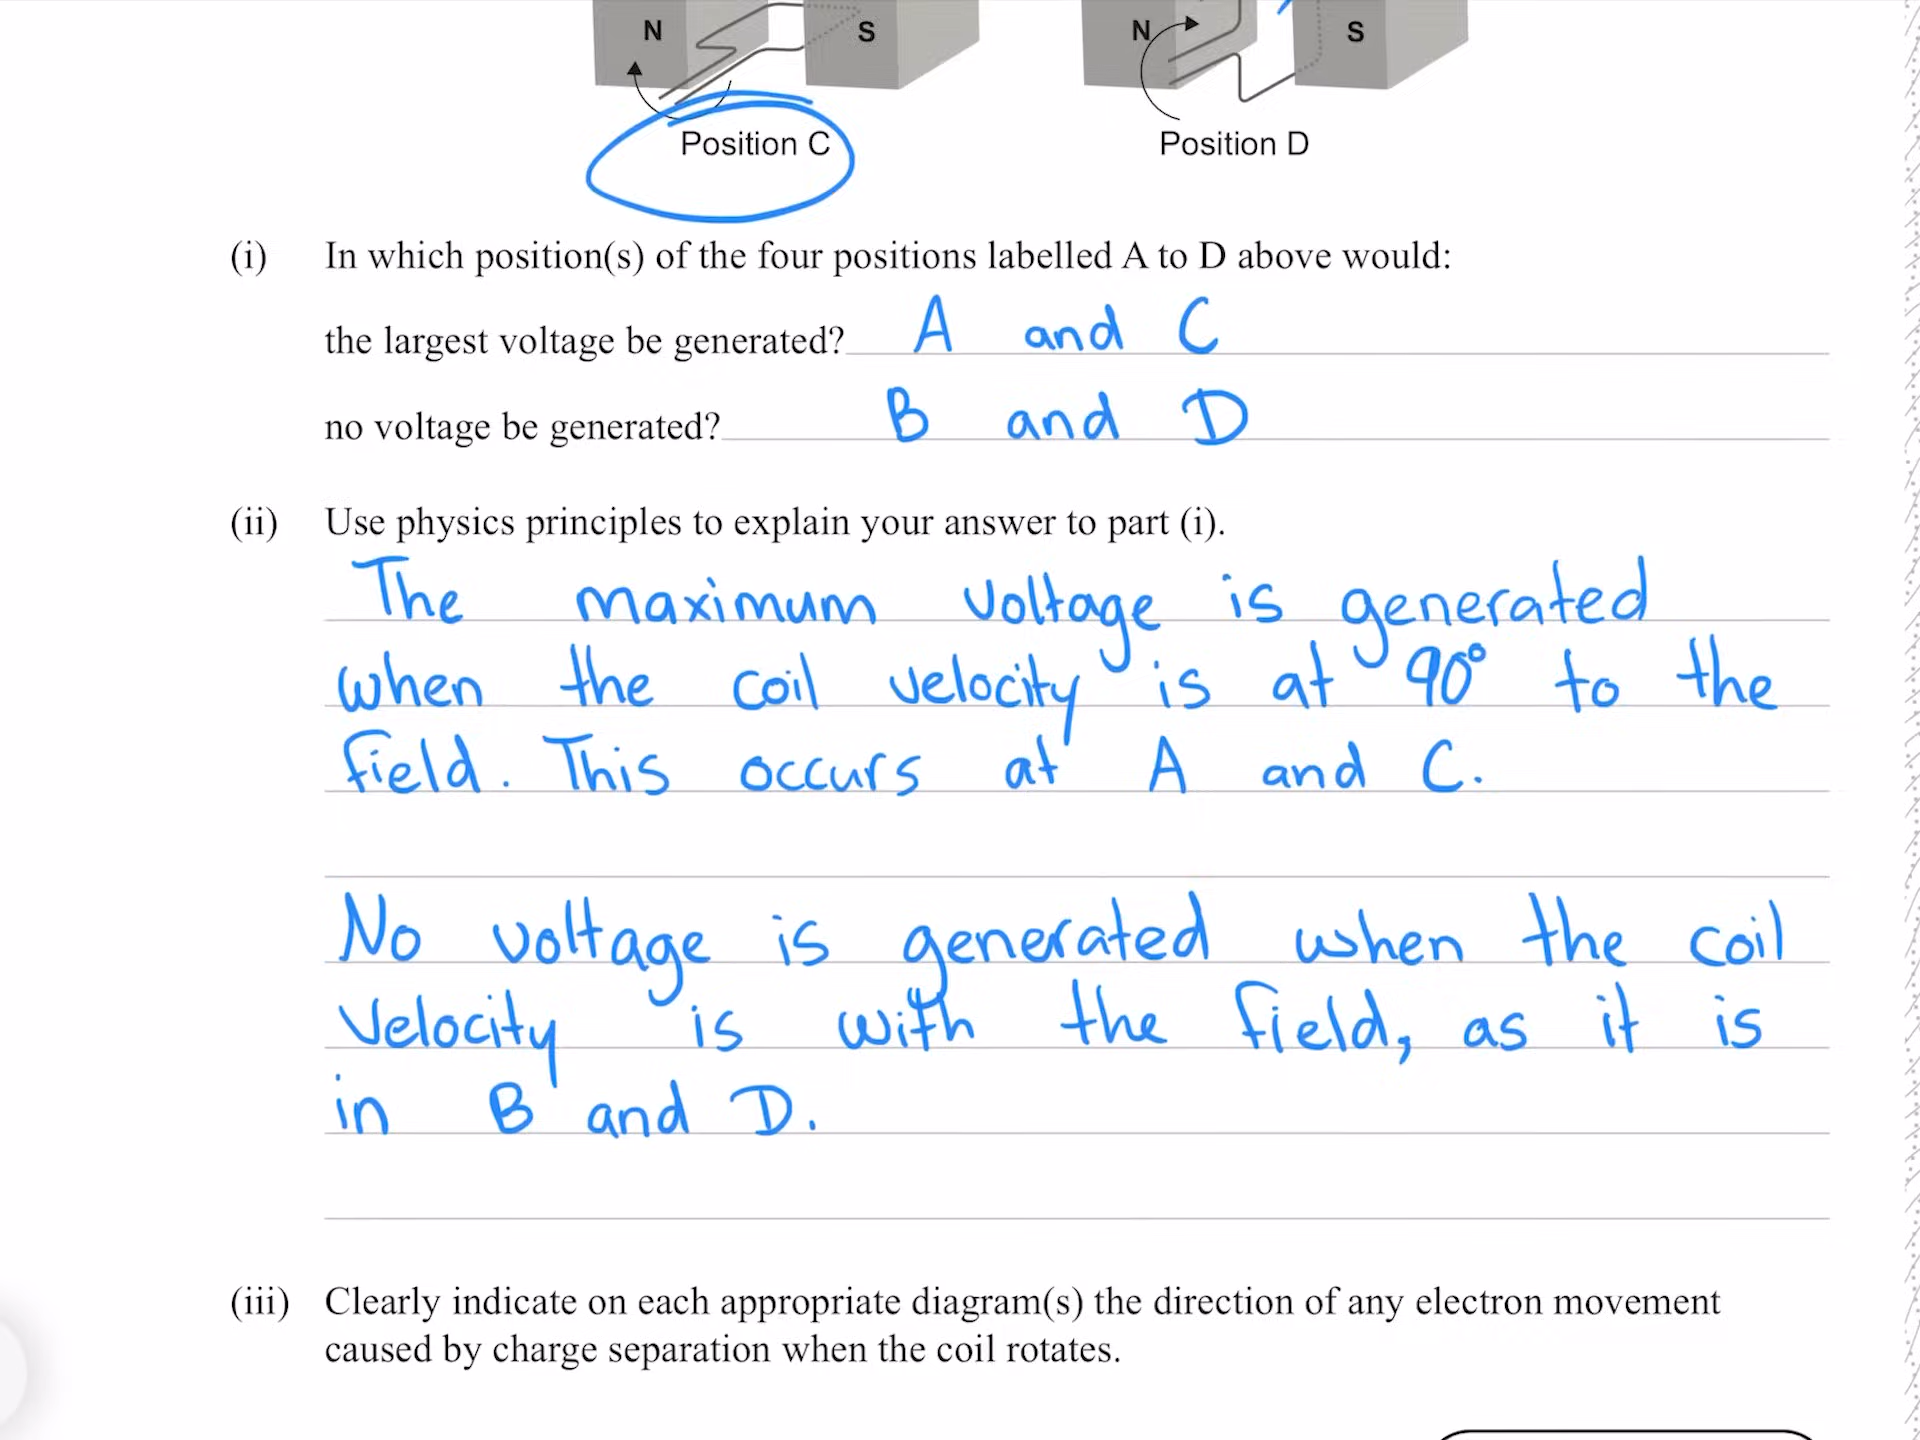 N S N S
Position C Position D
(i) In which position(s) of the four positions labelled A to D above would:
the largest voltage be generated? A and C
no voltage be generated? B and D
(ii) Use physics principles to explain your answer to part (i).
The maximum voltage is generated
when the coil velocity is at 90° to the
field. This occurs at A and C.
No voltage is generated when the coil
velocity is with the field, as it is
in B and D.
(iii) Clearly indicate on each appropriate diagram(s) the direction of any electron movement
caused by charge separation when the coil rotates.